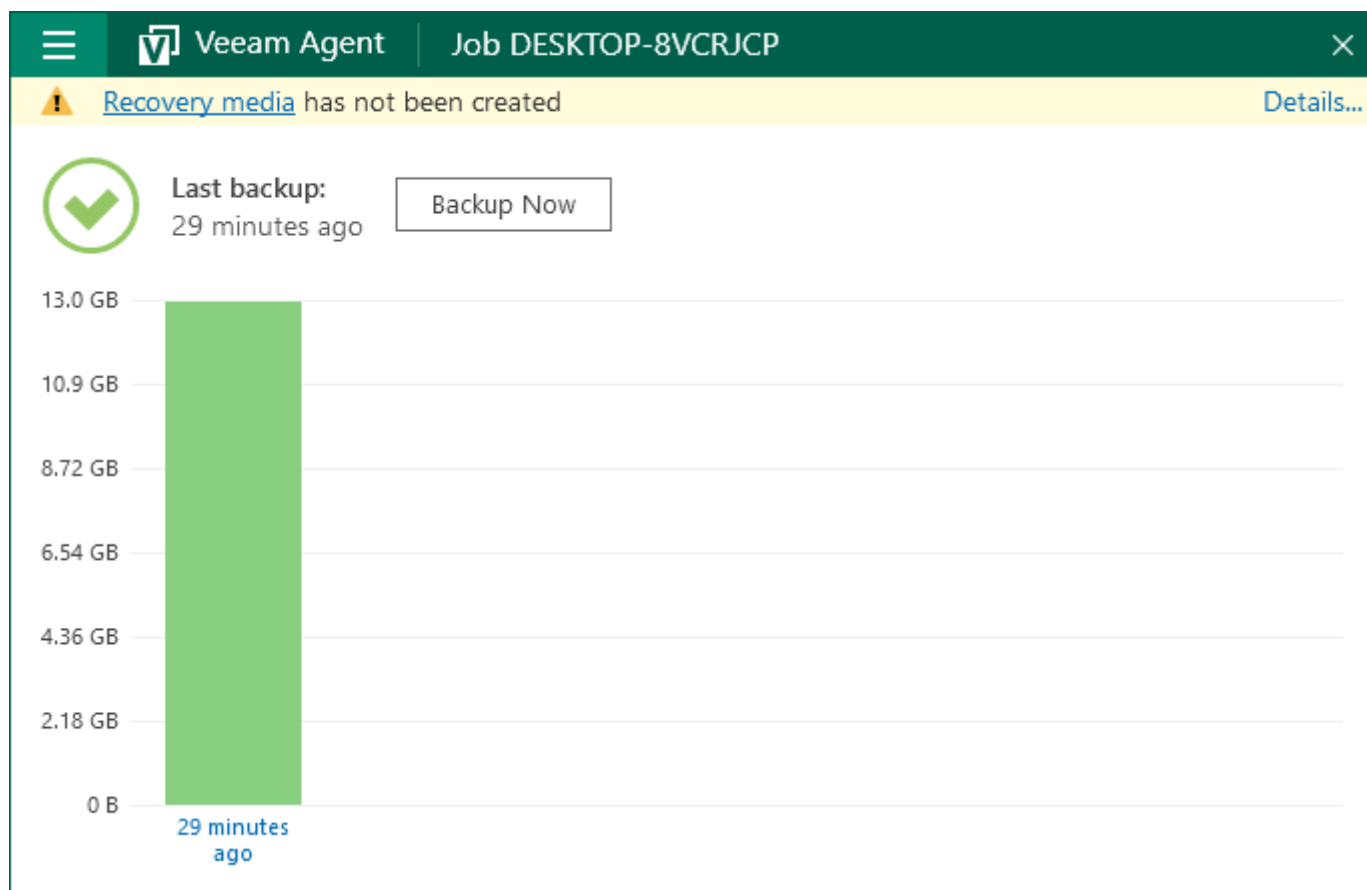 Veeam Agent Job DESKTOP-8VCRJCP
Recovery media has not been created Details...
Last backup:
29 minutes ago
Backup Now
13.0 GB
10.9 GB
8.72 GB
6.54 GB
4.36 GB
2.18 GB
0 B
29 minutes
ago